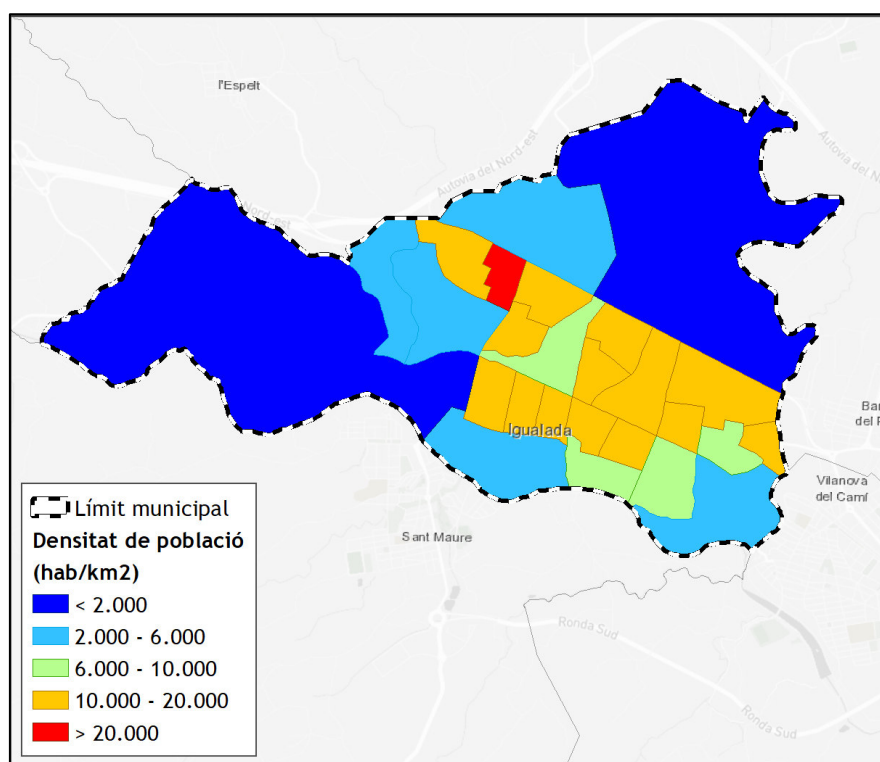 l'Espelt
Autovia del Nord-est
Autovia del No
Nord-est
Igualada
Ba
del P
Vilanova
del Camí
Sant Maure
Ronda Sud
Ronda Sud
Límit municipal
Densitat de població
(hab/km2)
< 2.000
2.000 - 6.000
6.000 - 10.000
10.000 - 20.000
> 20.000